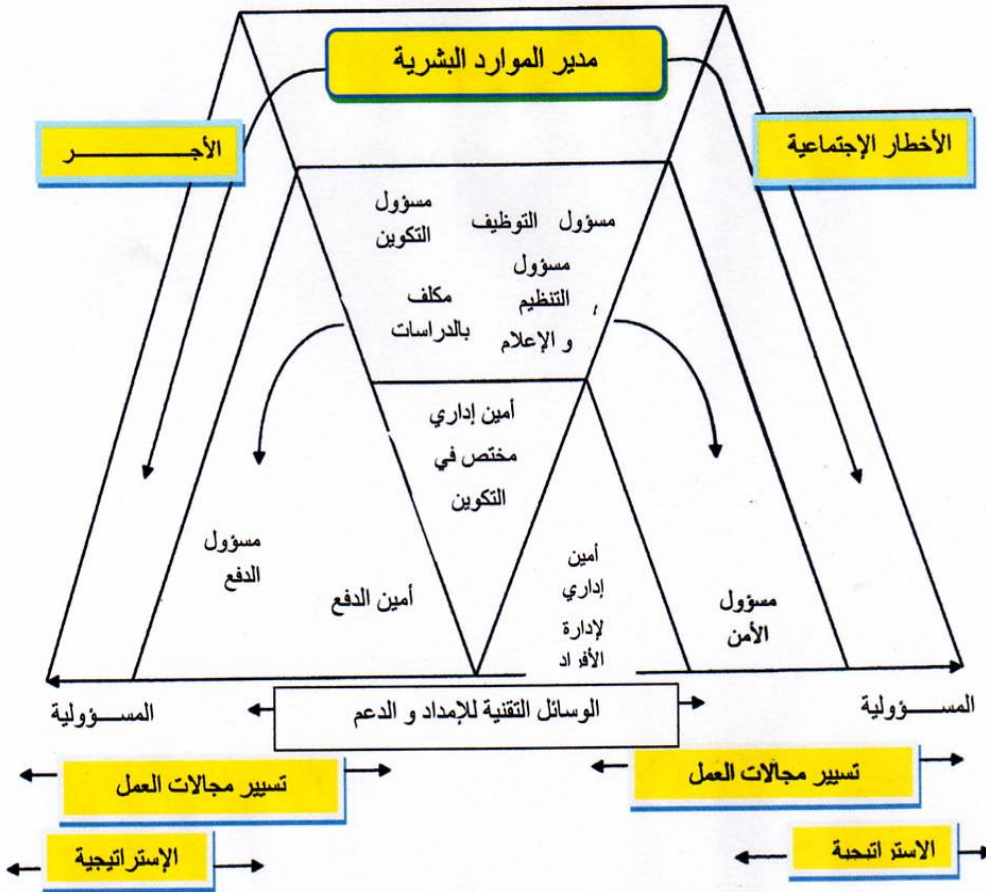 مدير الموارد البشرية
الأخطار الإجتماعية
الأجــــــــر
مسؤول التوظيف
مسؤول
التكوين
مسؤول
التنظيم
و الإعلام
مكلف
بالدراسات
أمين إداري
مختص في
التكوين
مسؤول
الأمن
أمين
إداري
لإدارة
الأفراد
أمين الدفع
مسؤول
الدفع
المســـؤولية
الوسائل التقنية للإمداد و الدعم
المســـؤولية
تسيير مجالات العمل
تسيير مجالات العمل
الاستراتيجية
الإستراتيجية